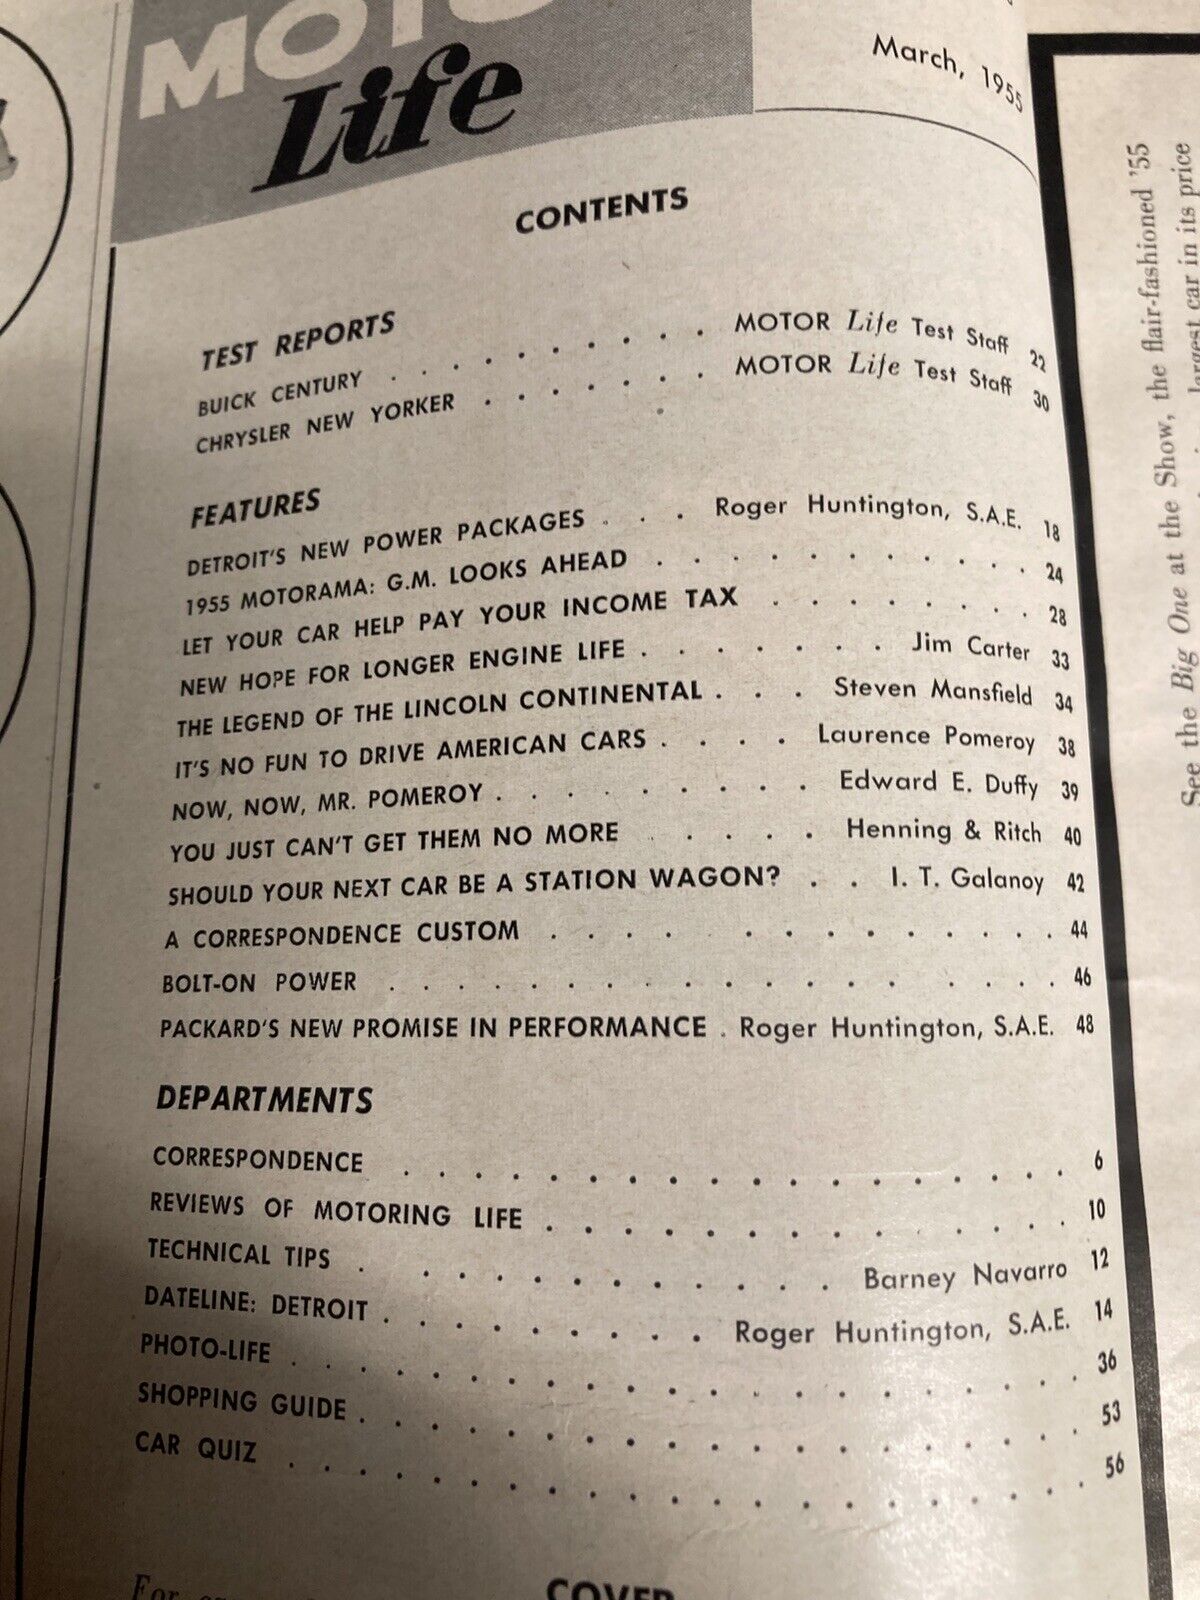 Life
March, 1955
CONTENTS
TEST REPORTS
BUICK CENTURY . . . . . . . . . MOTOR Life Test Staff 22
CHRYSLER NEW YORKER . . . . . . MOTOR Life Test Staff 30
FEATURES
DETROIT'S NEW POWER PACKAGES . . . Roger Huntington, S.A.E. 18
1955 MOTORAMA: G.M. LOOKS AHEAD . . . . . . . . . . 24
LET YOUR CAR HELP PAY YOUR INCOME TAX . . . . . . . 28
NEW HOPE FOR LONGER ENGINE LIFE . . . . . . . Jim Carter 33
THE LEGEND OF THE LINCOLN CONTINENTAL . . . Steven Mansfield 34
IT'S NO FUN TO DRIVE AMERICAN CARS . . . . Laurence Pomeroy 38
NOW, NOW, MR. POMEROY . . . . . . . . . Edward E. Duffy 39
YOU JUST CAN'T GET THEM NO MORE . . . . . Henning & Ritch 40
SHOULD YOUR NEXT CAR BE A STATION WAGON? . . I. T. Galanoy 42
A CORRESPONDENCE CUSTOM . . . . . . . . . . . . . . 44
BOLT-ON POWER . . . . . . . . . . . . . . . . . . 46
PACKARD'S NEW PROMISE IN PERFORMANCE . Roger Huntington, S.A.E. 48
DEPARTMENTS
CORRESPONDENCE . . . . . . . . . . . . . . . . . . 6
REVIEWS OF MOTORING LIFE . . . . . . . . . . . . . . 10
TECHNICAL TIPS . . . . . . . . . . . . . Barney Navarro 12
DATELINE: DETROIT . . . . . . . . . Roger Huntington, S.A.E. 14
PHOTO-LIFE . . . . . . . . . . . . . . . . . . . . 36
SHOPPING GUIDE . . . . . . . . . . . . . . . . . . . 53
CAR QUIZ . . . . . . . . . . . . . . . . . . . . . 56
For
COVER
See the Big One at the Show, the flair-fashioned '55
largest car in its price